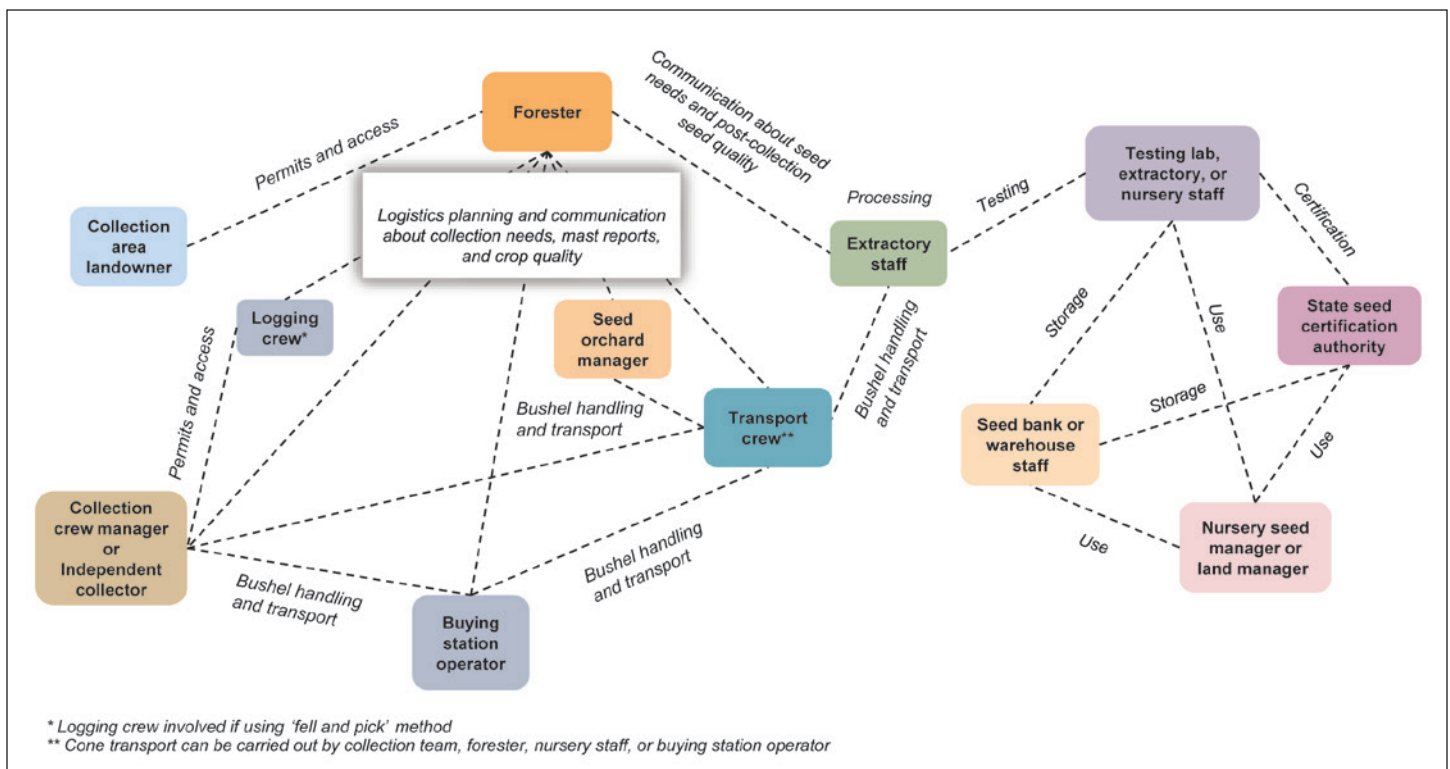 Forester
Communication about seed
needs and post-collection
seed quality
Permits and access
Testing lab,
extractory, or
nursery staff
Logistics planning and communication
about collection needs, mast reports,
and crop quality
Processing
Testing
Certification
Collection
area
landowner
Extractory
staff
Logging
crew*
Seed
orchard
manager
State seed
certification
authority
Storage
Use
Permits and access
Bushel handling
and transport
Bushel handling
and transport
Transport
crew**
Storage
Seed bank or
warehouse
staff
Use
Collection
crew manager
or
Independent
collector
Bushel handling
and transport
Bushel handling
and transport
Use
Nursery seed
manager or
land manager
Buying
station
operator
* Logging crew involved if using 'fell and pick' method
** Cone transport can be carried out by collection team, forester, nursery staff, or buying station operator